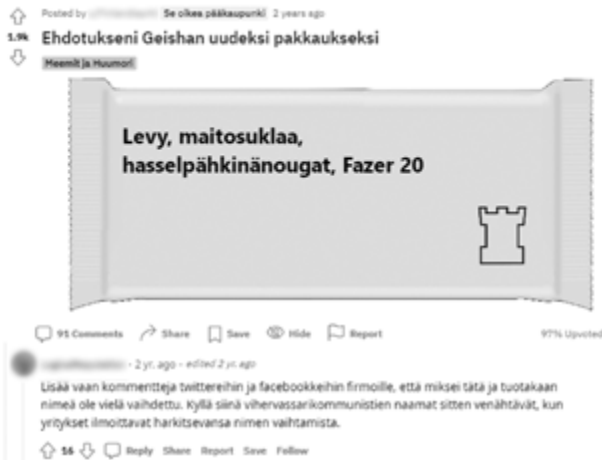 Posted by Se oikea pääkaupunki 2 years ago
1.9k Ehdotukseni Geishan uudeksi pakkaukseksi
Meemit ja Huumori
Levy, maitosuklaa,
hasselpähkinänougat, Fazer 20
91 Comments Share Save Hide Report 97% Upvoted
· 2 yr. ago · edited 2 yr. ago
Lisää vaan kommentteja twittereihin ja facebookkeihin firmoille, että miksei tätä ja tuotakaan
nimeä ole vielä vaihdettu. Kyllä siinä vihervassarikommunistien naamat sitten venähtävät, kun
yritykset ilmoittavat harkitsevansa nimen vaihtamista.
16 Reply Share Report Save Follow